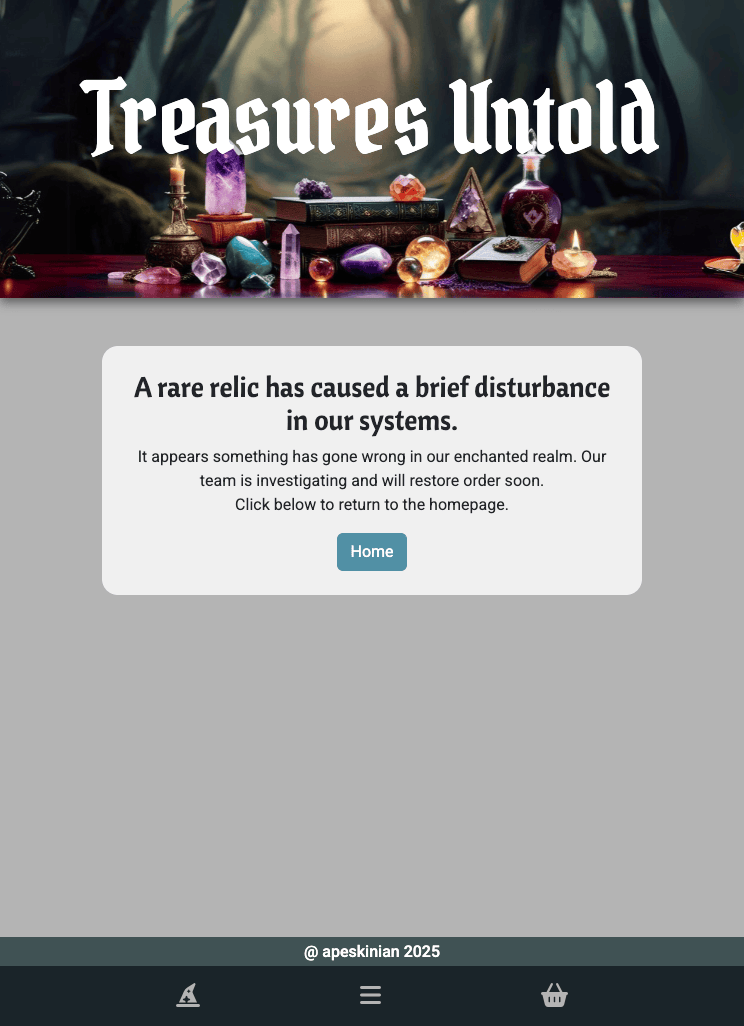 Treasures Untold
A rare relic has caused a brief disturbance
in our systems.
It appears something has gone wrong in our enchanted realm. Our
team is investigating and will restore order soon.
Click below to return to the homepage.
Home
@ apeskinian 2025